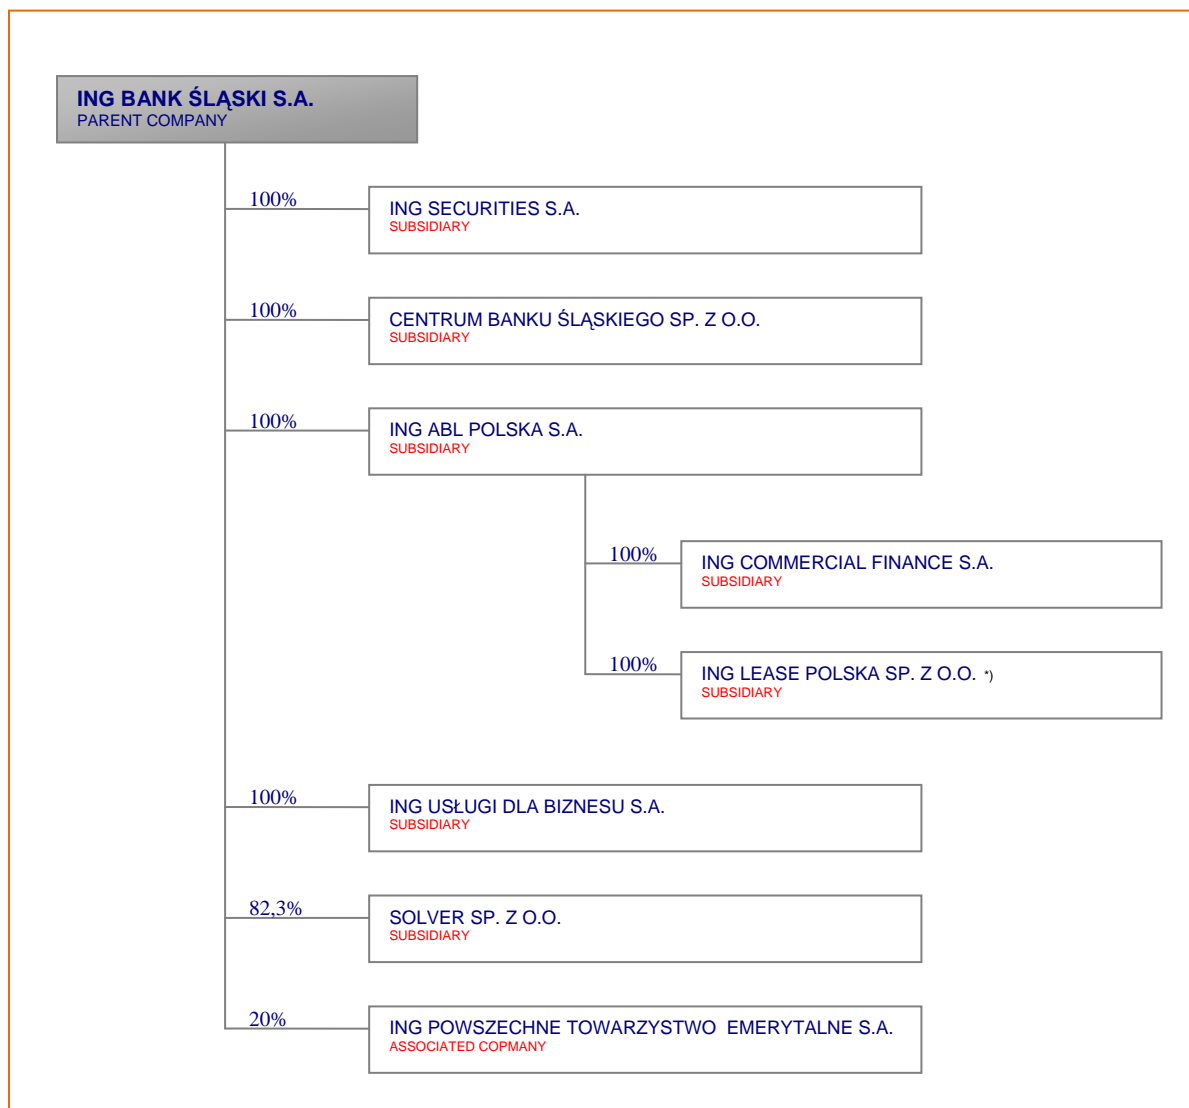 ING BANK ŚLĄSKI S.A.
PARENT COMPANY
100%
ING SECURITIES S.A.
SUBSIDIARY
100%
CENTRUM BANKU ŚLĄSKIEGO SP. Z O.O.
SUBSIDIARY
100%
ING ABL POLSKA S.A.
SUBSIDIARY
100%
ING COMMERCIAL FINANCE S.A.
SUBSIDIARY
100%
ING LEASE POLSKA SP. Z O.O. *)
SUBSIDIARY
100%
ING USŁUGI DLA BIZNESU S.A.
SUBSIDIARY
82,3%
SOLVER SP. Z O.O.
SUBSIDIARY
20%
ING POWSZECHNE TOWARZYSTWO EMERYTALNE S.A.
ASSOCIATED COPMANY